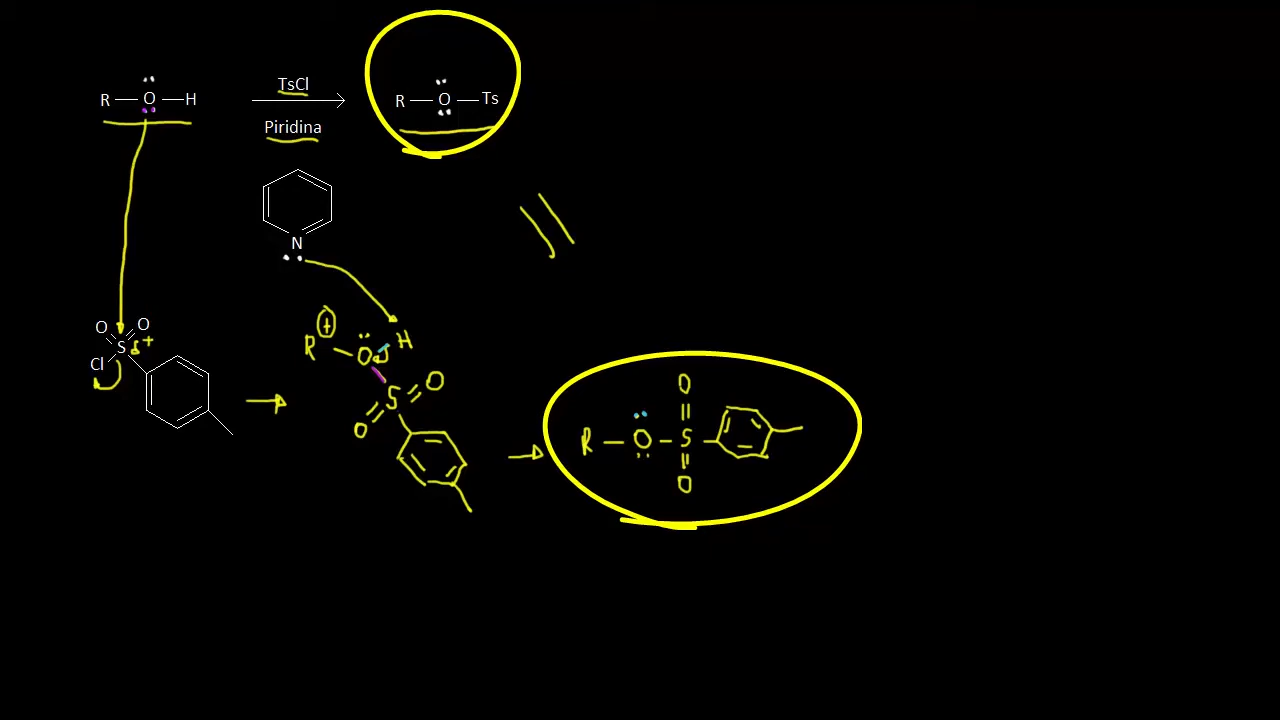 R — O — H
TsCl
Piridina
R — O — Ts
N
O O
S δ+
Cl
R + O H
S O
O
O
R — O — S
O